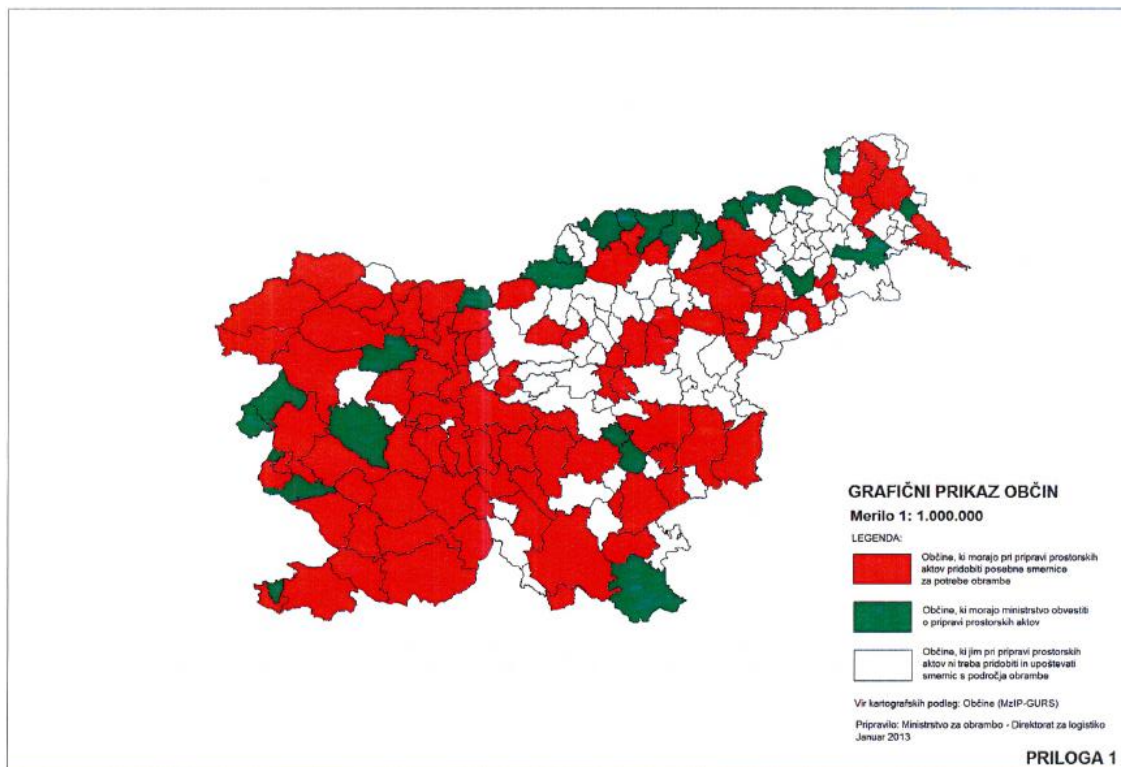 GRAFIČNI PRIKAZ OBČIN
Merilo 1: 1.000.000
LEGENDA:
Občine, ki morajo pri pripravi prostorskih
aktov pridobiti posebne smernice
za potrebe obrambe
Občine, ki morajo ministrstvo obvestiti
o pripravi prostorskih aktov
Občine, ki jim pri pripravi prostorskih
aktov ni treba pridobiti in upoštevati
smernic s področja obrambe
Vir kartografskih podlag: Občine (MzIP-GURS)
Pripravilo: Ministrstvo za obrambo - Direktorat za logistiko
Januar 2013
PRILOGA 1